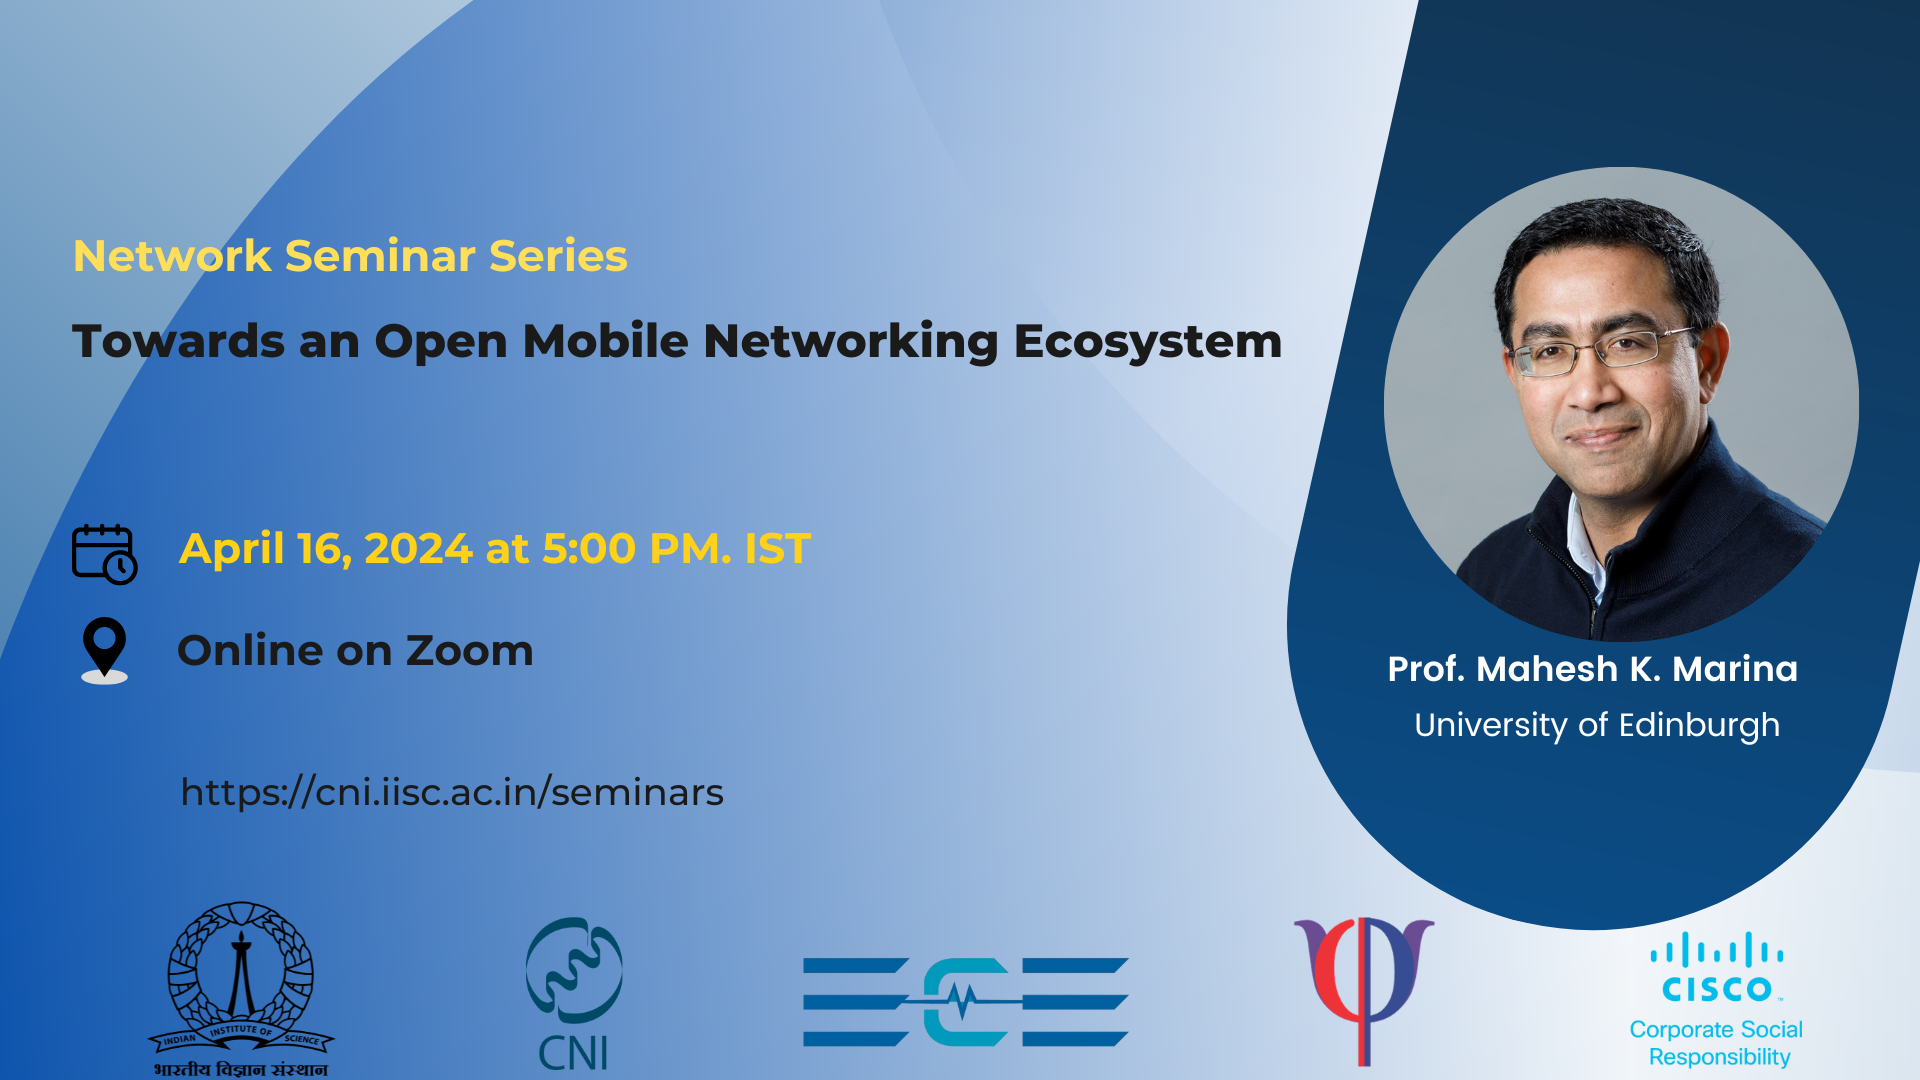 Network Seminar Series
Towards an Open Mobile Networking Ecosystem
April 16, 2024 at 5:00 PM. IST
Online on Zoom
https://cni.iisc.ac.in/seminars
Prof. Mahesh K. Marina
University of Edinburgh
INDIAN INSTITUTE OF SCIENCE
भारतीय विज्ञान संस्थान
CNI
ECE
CISCO
Corporate Social
Responsibility